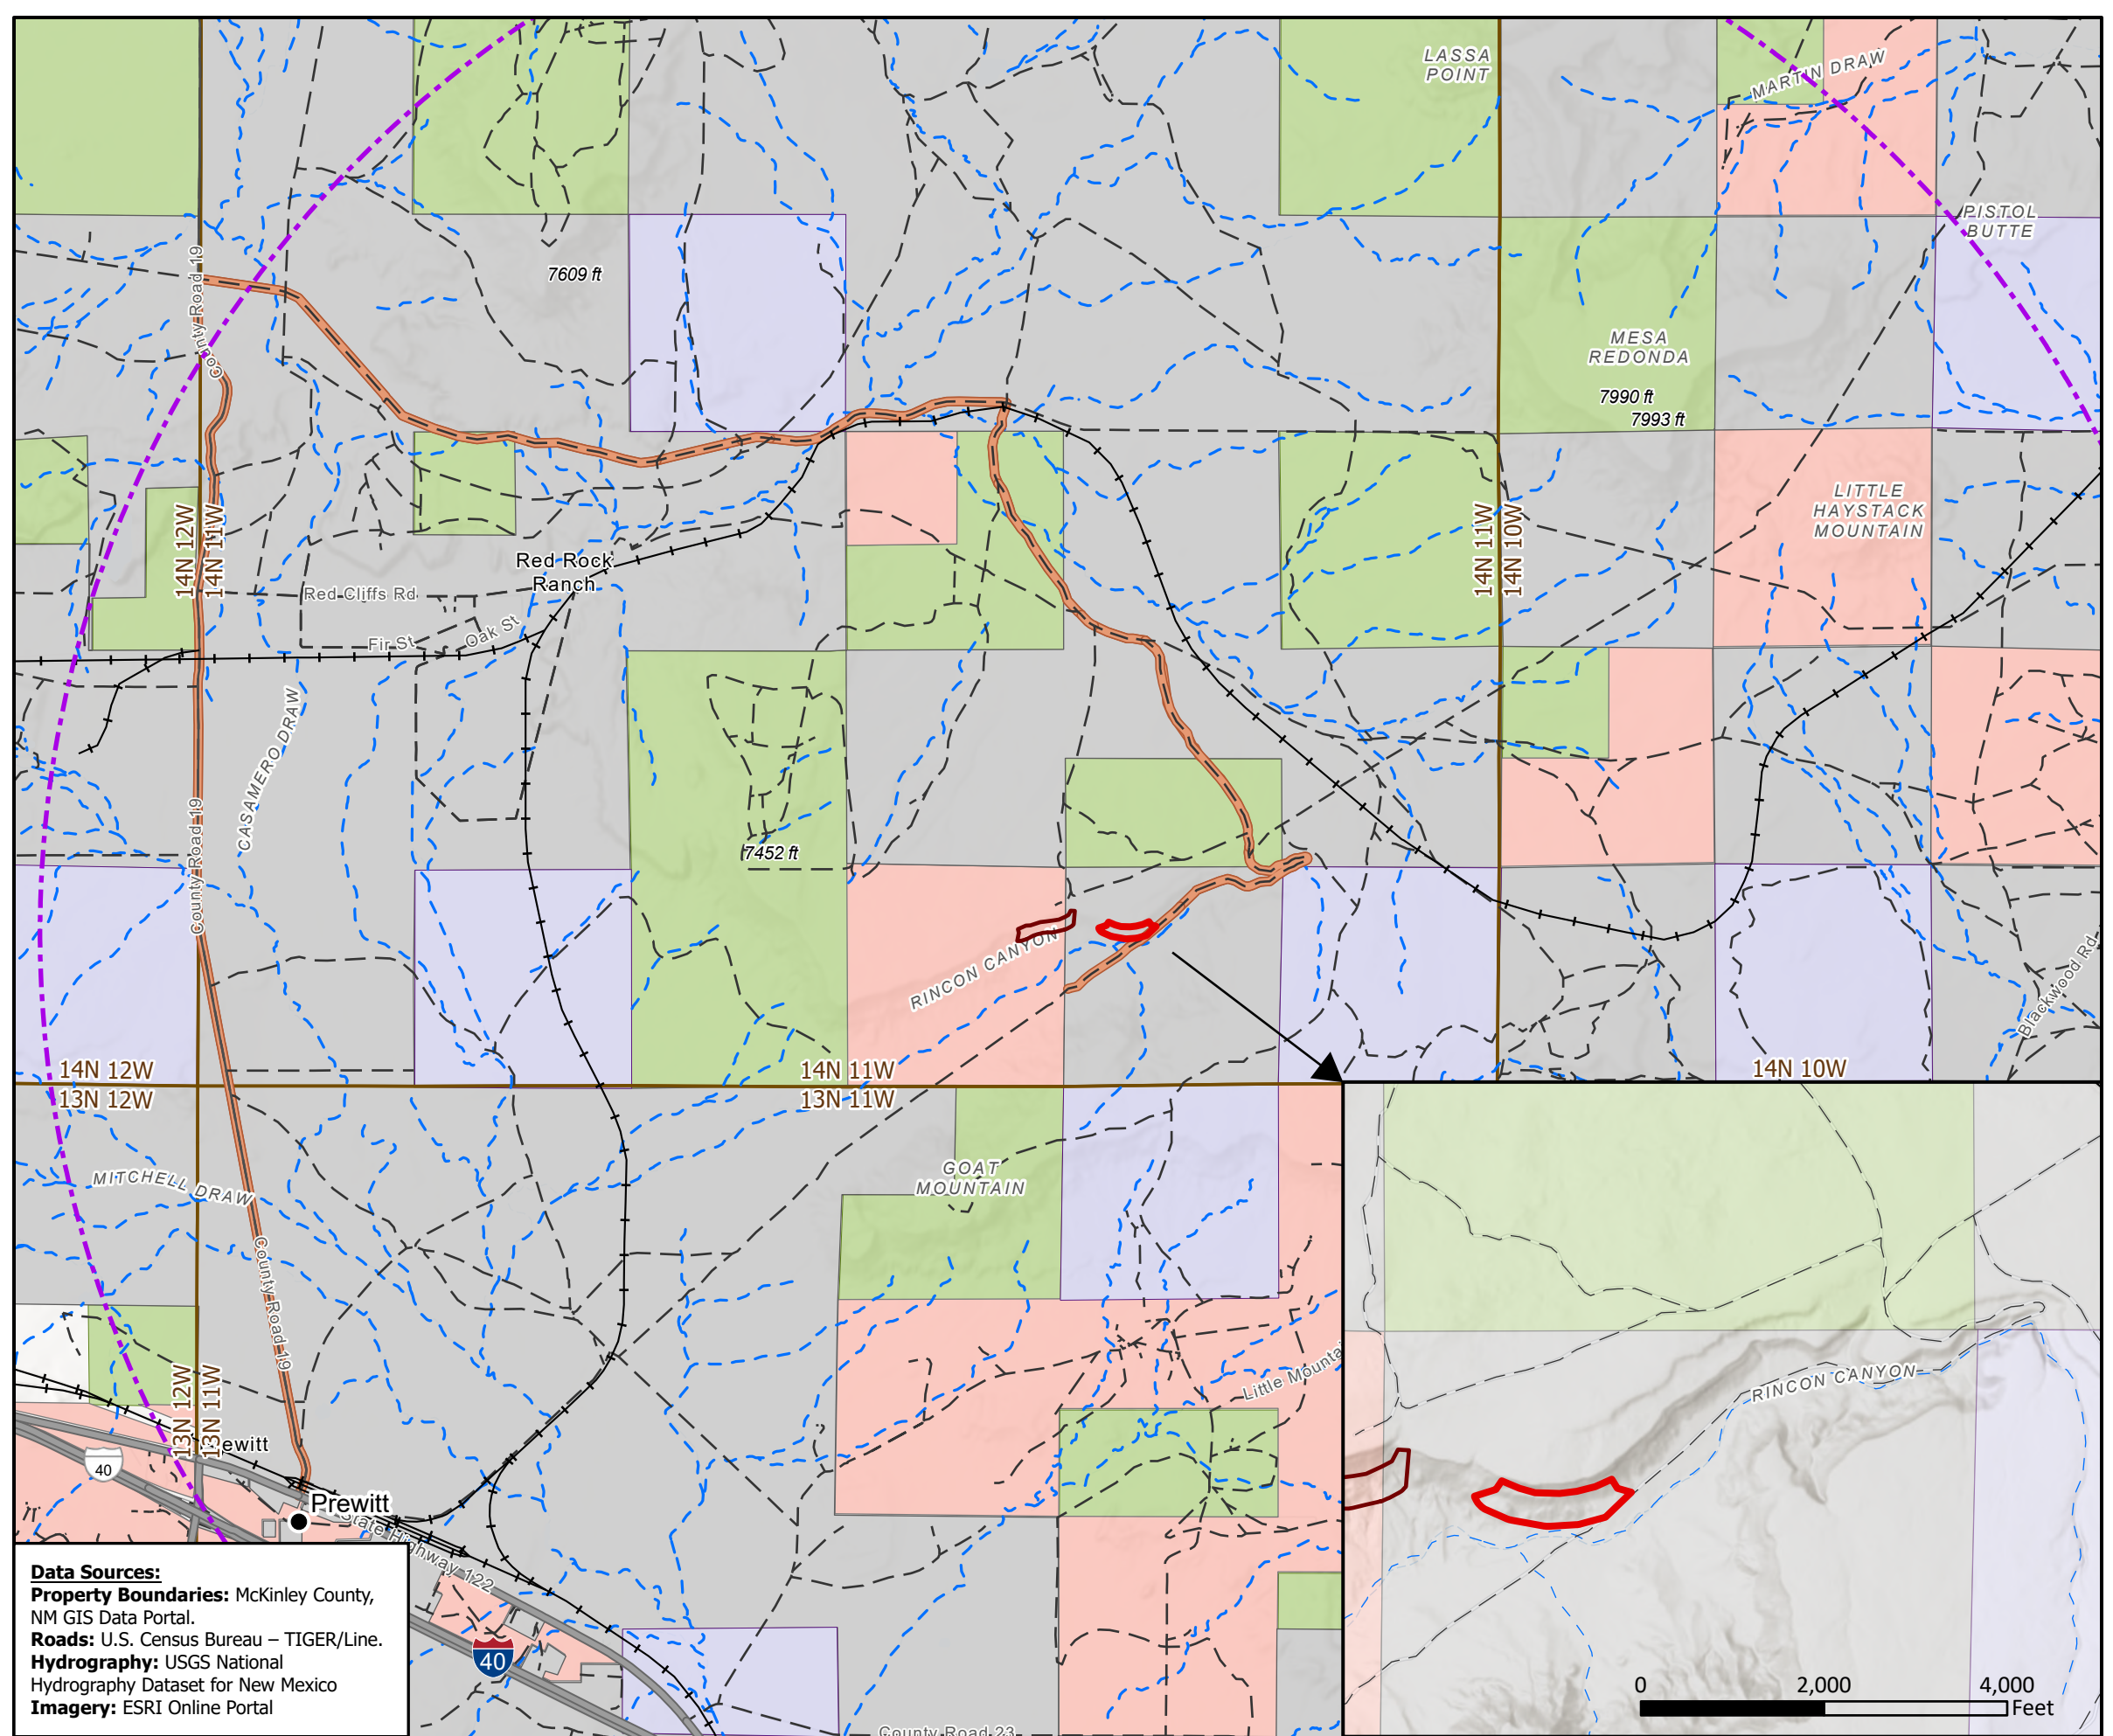 LASSA
POINT
MARTIN DRAW
PISTOL
BUTTE
County Road 19
7609 ft
MESA
REDONDA
7990 ft
7993 ft
LITTLE
HAYSTACK
MOUNTAIN
14N 12W
14N 11W
14N 11W
14N 10W
Red Rock
Ranch
Red Cliffs Rd
Fir St
Oak St
CASAMERO DRAW
County Road 19
7452 ft
RINCON CANYON
Blackwood Rd
14N 12W
13N 12W
14N 11W
13N 11W
14N 10W
MITCHELL DRAW
GOAT
MOUNTAIN
County Road 19
Little Mounta
RINCON CANYON
13N 12W
13N 11W
ewitt
40
Prewitt
State Highway 122
40
County Road 23
0 2,000 4,000
Feet
Data Sources:
Property Boundaries: McKinley County,
NM GIS Data Portal.
Roads: U.S. Census Bureau – TIGER/Line.
Hydrography: USGS National
Hydrography Dataset for New Mexico
Imagery: ESRI Online Portal